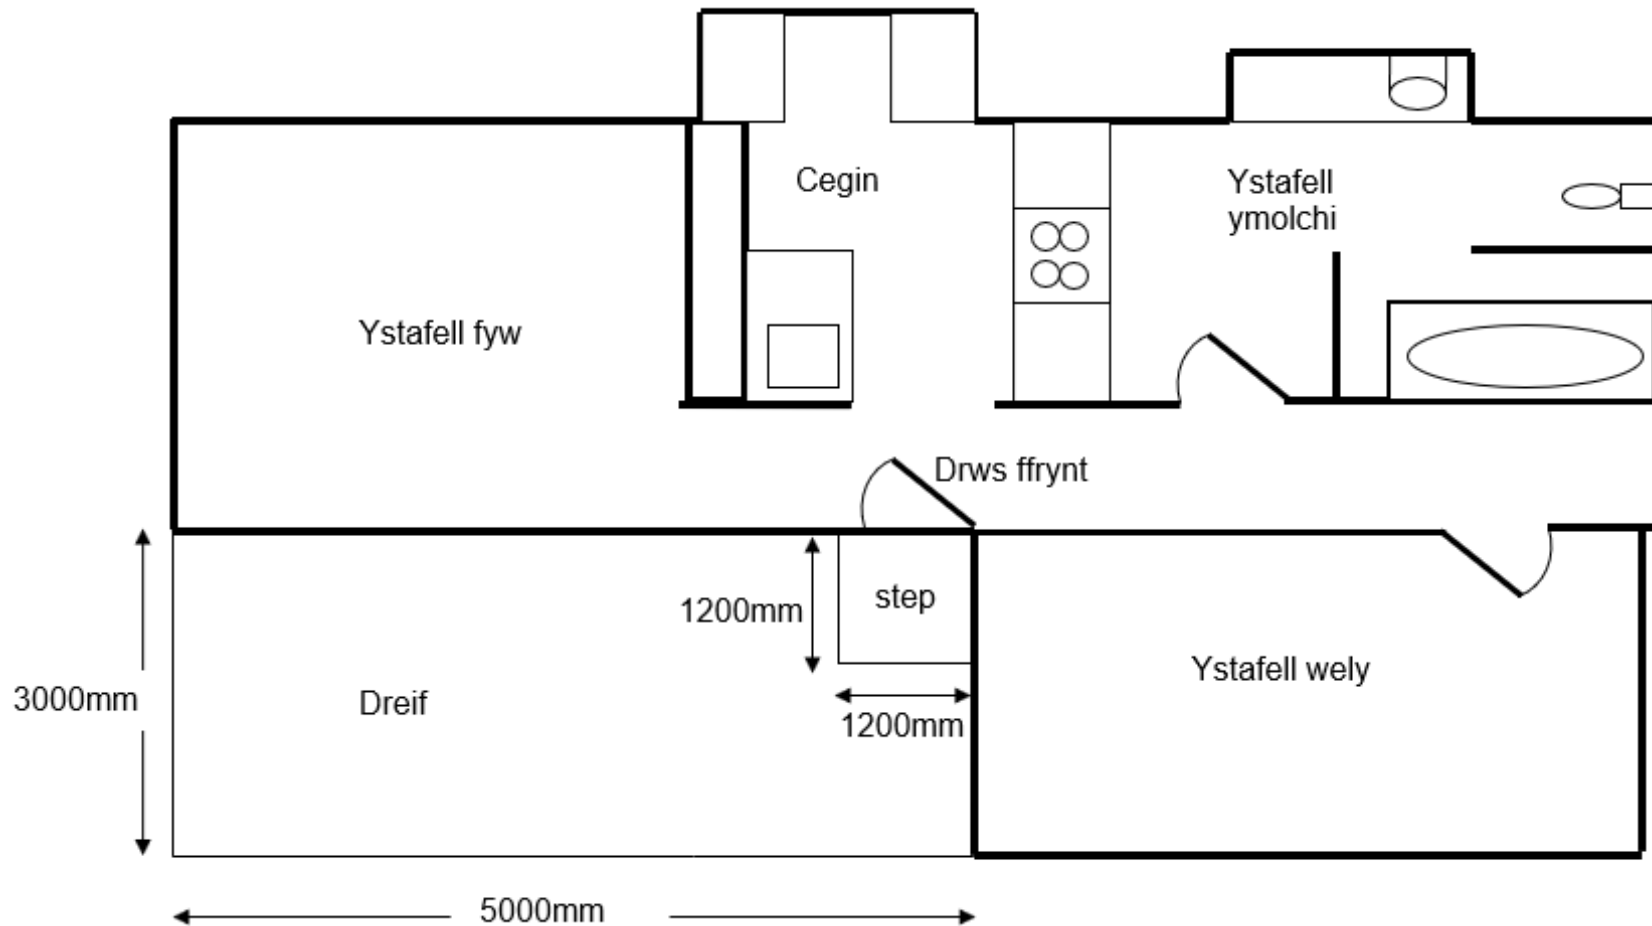 Cegin
Ystafell
ymolchi
Ystafell fyw
Drws ffrynt
1200mm
step
Ystafell wely
3000mm
Dreif
1200mm
5000mm